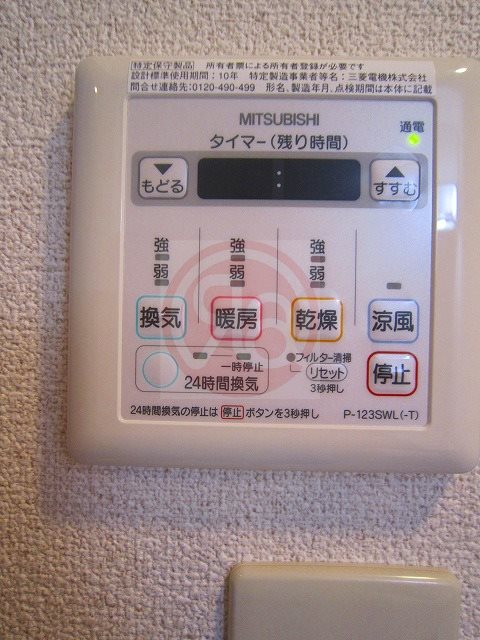 特定保守製品 所有者票による所有者登録が必要です
設計標準使用期間：10年 特定製造事業者等：三菱電機株式会社
問合せ連絡先：0120-490-499 形名、製造年月、点検期間は本体に記載
MITSUBISHI
通電
タイマー（残り時間）
▼ ▲
もどる : すすむ
強 強 強
弱 弱 弱
換気 暖房 乾燥 涼風
一時停止
24時間換気
フィルター清掃
リセット
3秒押し
停止
24時間換気の停止は 停止 ボタンを3秒押し
P-123SWL(-T)